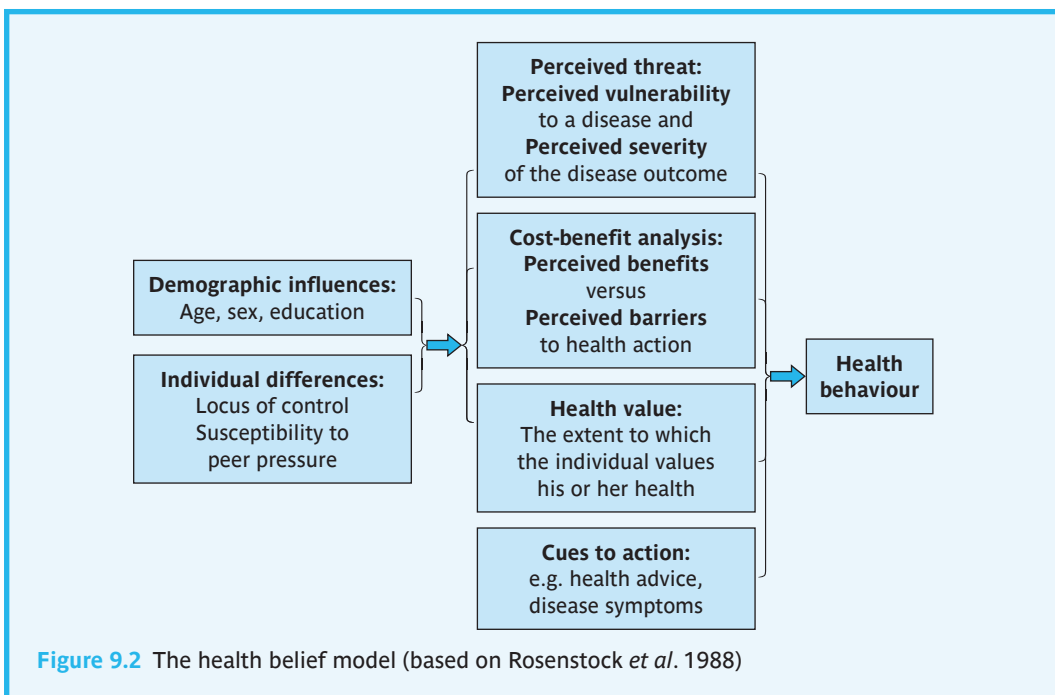 Demographic influences:
Age, sex, education
Individual differences:
Locus of control
Susceptibility to
peer pressure
Perceived threat:
Perceived vulnerability
to a disease and
Perceived severity
of the disease outcome
Cost-benefit analysis:
Perceived benefits
versus
Perceived barriers
to health action
Health value:
The extent to which
the individual values
his or her health
Cues to action:
e.g. health advice,
disease symptoms
Health
behaviour
Figure 9.2 The health belief model (based on Rosenstock et al. 1988)